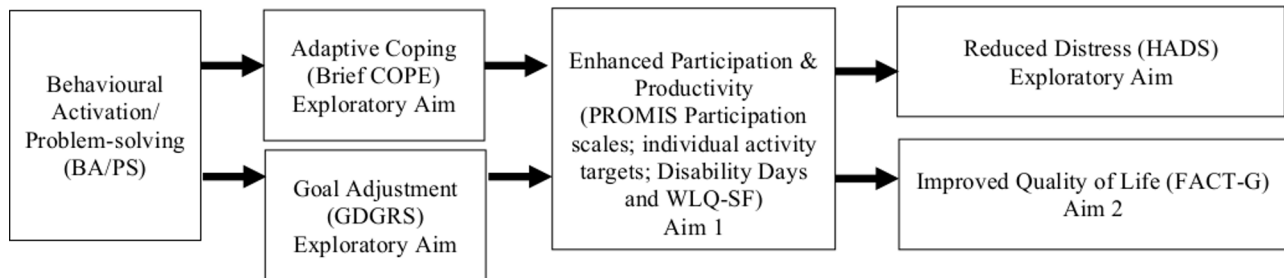 Behavioural
Activation/
Problem-solving
(BA/PS)
Adaptive Coping
(Brief COPE)
Exploratory Aim
Goal Adjustment
(GDGRS)
Exploratory Aim
Enhanced Participation &
Productivity
(PROMIS Participation
scales; individual activity
targets; Disability Days
and WLQ-SF)
Aim 1
Reduced Distress (HADS)
Exploratory Aim
Improved Quality of Life (FACT-G)
Aim 2